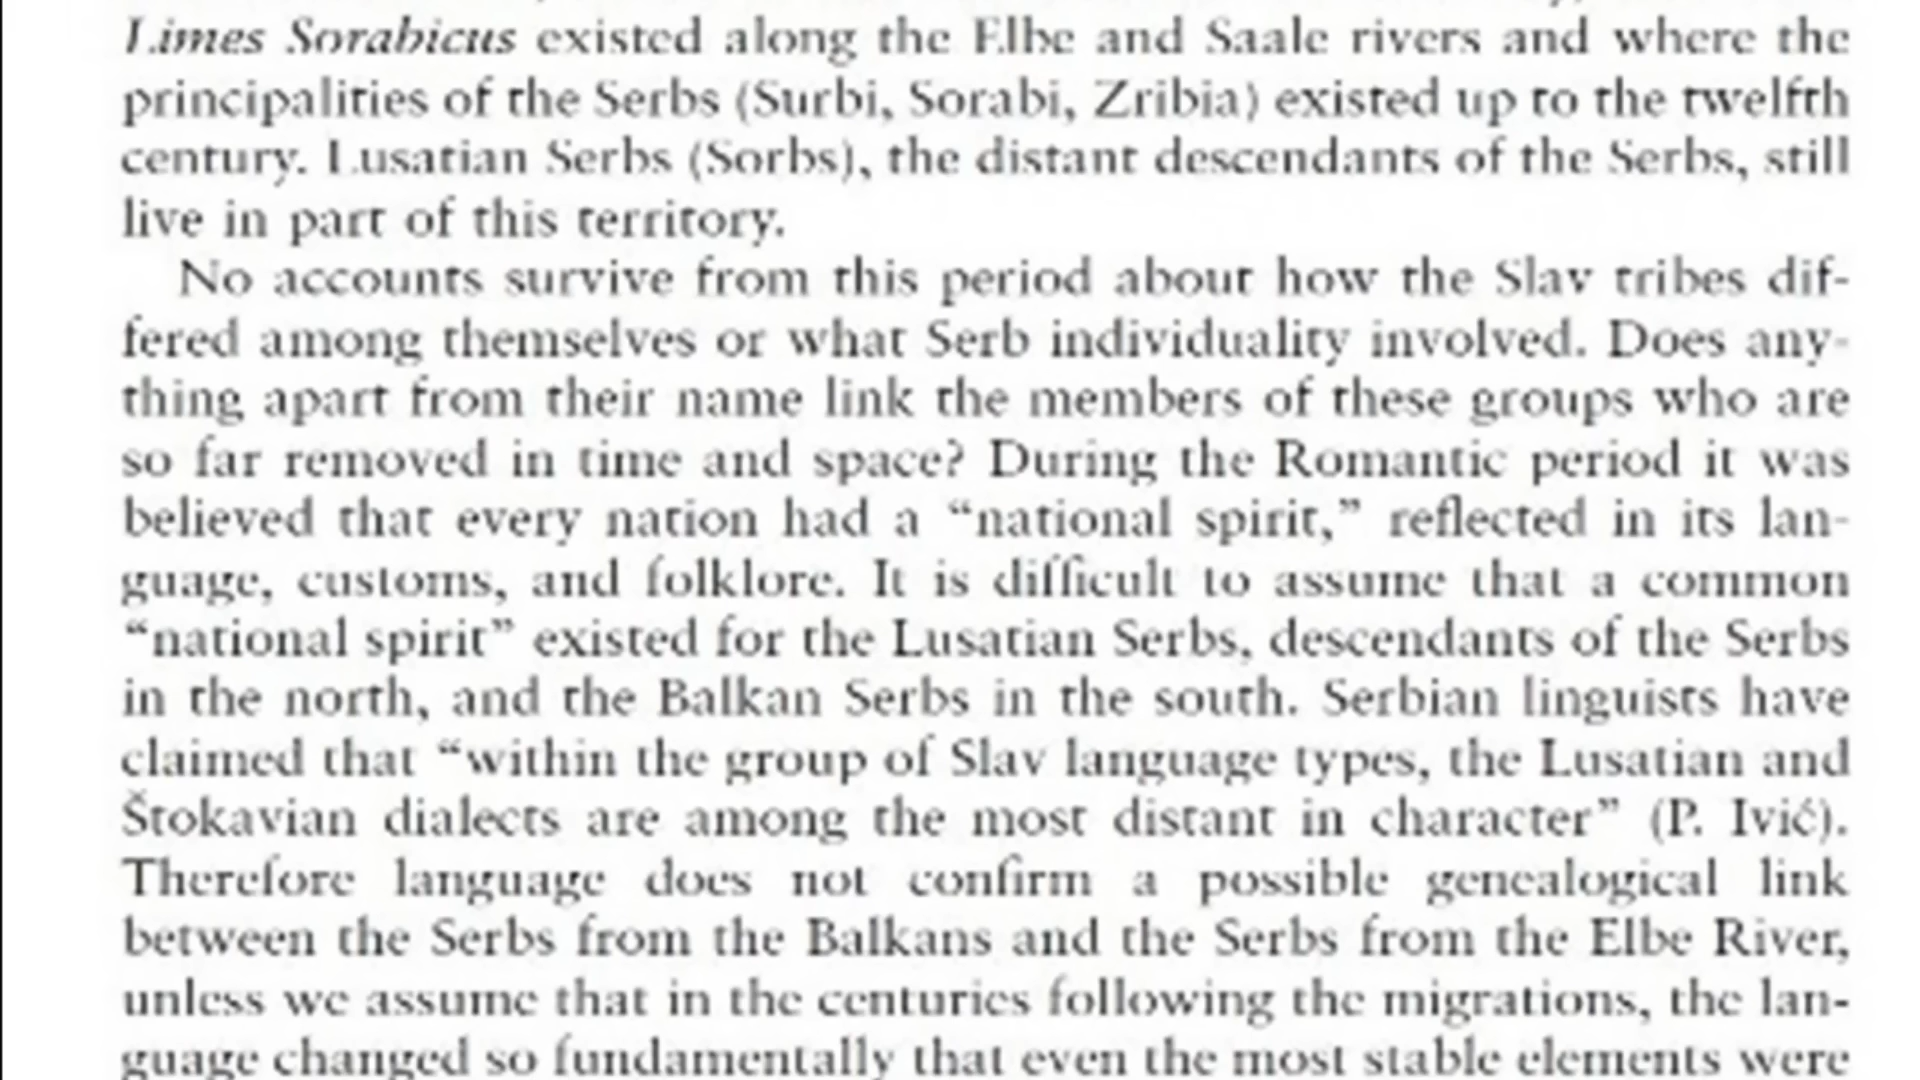 Limes Sorabicus existed along the Elbe and Saale rivers and where the
principalities of the Serbs (Surbi, Sorabi, Zribia) existed up to the twelfth
century. Lusatian Serbs (Sorbs), the distant descendants of the Serbs, still
live in part of this territory.
No accounts survive from this period about how the Slav tribes dif-
fered among themselves or what Serb individuality involved. Does any-
thing apart from their name link the members of these groups who are
so far removed in time and space? During the Romantic period it was
believed that every nation had a “national spirit,” reflected in its lan-
guage, customs, and folklore. It is difficult to assume that a common
“national spirit” existed for the Lusatian Serbs, descendants of the Serbs
in the north, and the Balkan Serbs in the south. Serbian linguists have
claimed that “within the group of Slav language types, the Lusatian and
Štokavian dialects are among the most distant in character” (P. Ivić).
Therefore language does not confirm a possible genealogical link
between the Serbs from the Balkans and the Serbs from the Elbe River,
unless we assume that in the centuries following the migrations, the lan-
guage changed so fundamentally that even the most stable elements were